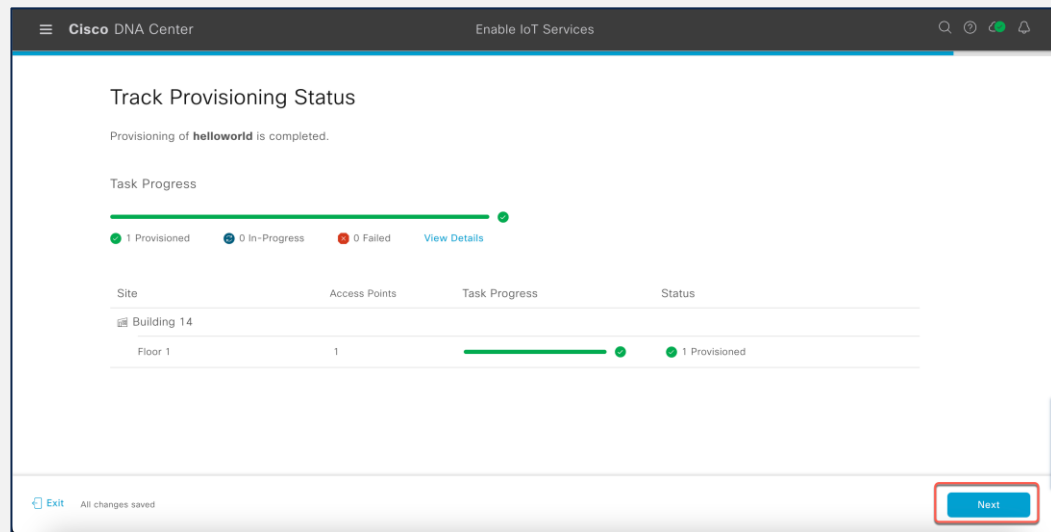 Cisco DNA Center Enable IoT Services
Track Provisioning Status
Provisioning of helloworld is completed.
Task Progress
1 Provisioned 0 In-Progress 0 Failed View Details
Site Access Points Task Progress Status
Building 14
Floor 1 1 1 Provisioned
Exit All changes saved Next